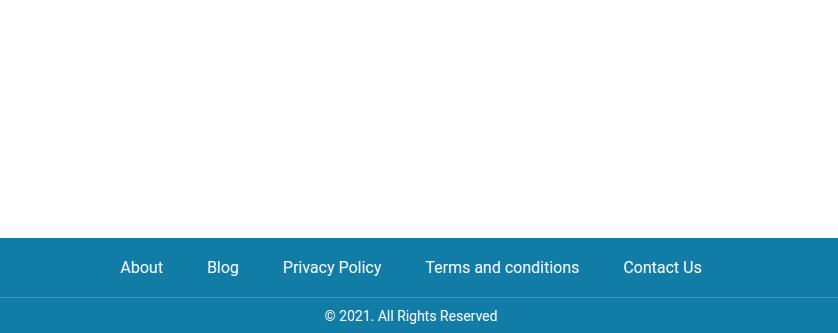 About Blog Privacy Policy Terms and conditions Contact Us
© 2021. All Rights Reserved